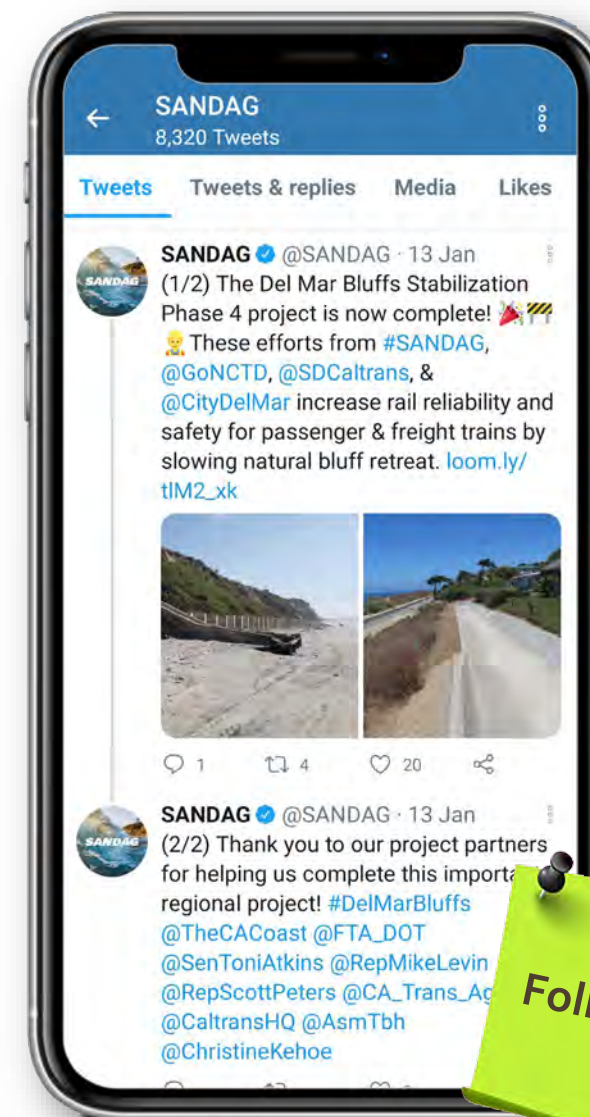 SANDAG
8,320 Tweets
Tweets Tweets & replies Media Likes
SANDAG
SANDAG @SANDAG · 13 Jan
(1/2) The Del Mar Bluffs Stabilization
Phase 4 project is now complete! 🎉🚧
👷 These efforts from #SANDAG,
@GoNCTD, @SDCaltrans, &
@CityDelMar increase rail reliability and
safety for passenger & freight trains by
slowing natural bluff retreat. loom.ly/
tlM2_xk
1 4 20
SANDAG
SANDAG @SANDAG · 13 Jan
(2/2) Thank you to our project partners
for helping us complete this importa
regional project! #DelMarBluffs
@TheCACoast @FTA_DOT
@SenToniAtkins @RepMikeLevin
@RepScottPeters @CA_Trans_Ag
@CaltransHQ @AsmTbh
@ChristineKehoe
Foll